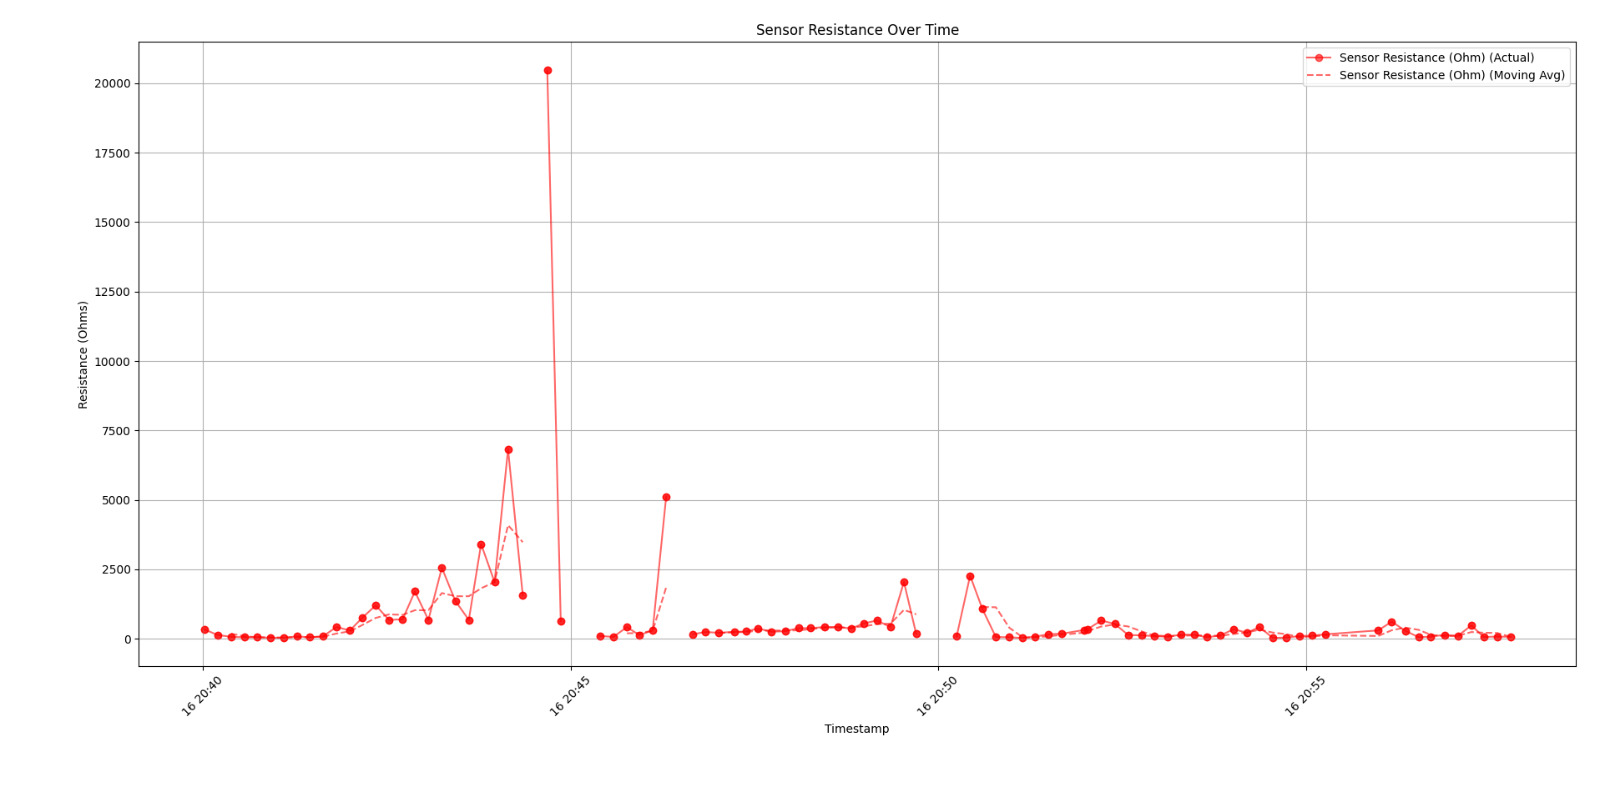 Sensor Resistance Over Time
Sensor Resistance (Ohm) (Actual)
Sensor Resistance (Ohm) (Moving Avg)
20000
17500
15000
12500
10000
7500
5000
2500
0
Resistance (Ohms)
16 20:40
16 20:45
16 20:50
16 20:55
Timestamp